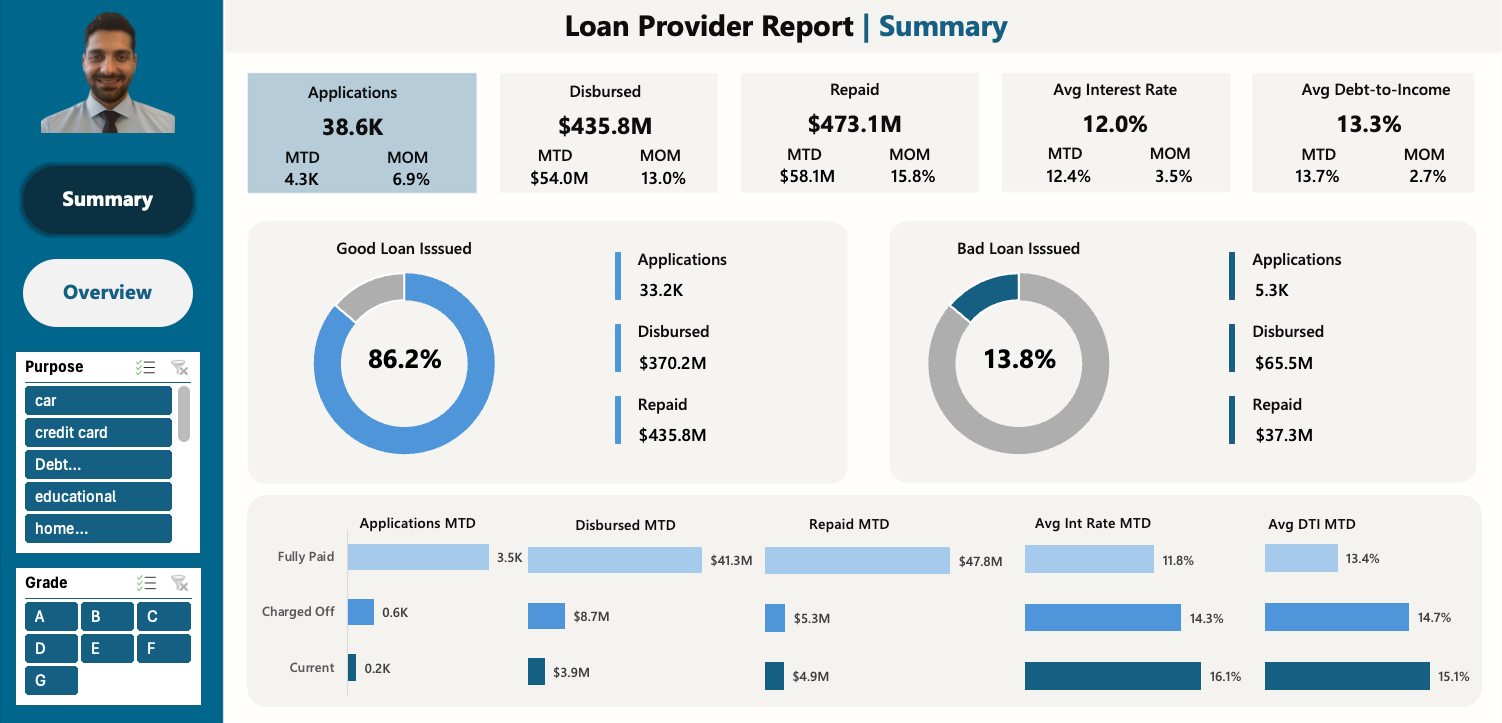 Loan Provider Report | Summary
Applications
38.6K
MTD MOM
4.3K 6.9%
Disbursed
$435.8M
MTD MOM
$54.0M 13.0%
Repaid
$473.1M
MTD MOM
$58.1M 15.8%
Avg Interest Rate
12.0%
MTD MOM
12.4% 3.5%
Avg Debt-to-Income
13.3%
MTD MOM
13.7% 2.7%
Summary
Overview
Purpose
car
credit card
Debt...
educational
home...
Grade
A B C
D E F
G
Good Loan Isssued
86.2%
Applications
33.2K
Disbursed
$370.2M
Repaid
$435.8M
Bad Loan Isssued
13.8%
Applications
5.3K
Disbursed
$65.5M
Repaid
$37.3M
Applications MTD Disbursed MTD Repaid MTD Avg Int Rate MTD Avg DTI MTD
Fully Paid 3.5K $41.3M $47.8M 11.8% 13.4%
Charged Off 0.6K $8.7M $5.3M 14.3% 14.7%
Current 0.2K $3.9M $4.9M 16.1% 15.1%